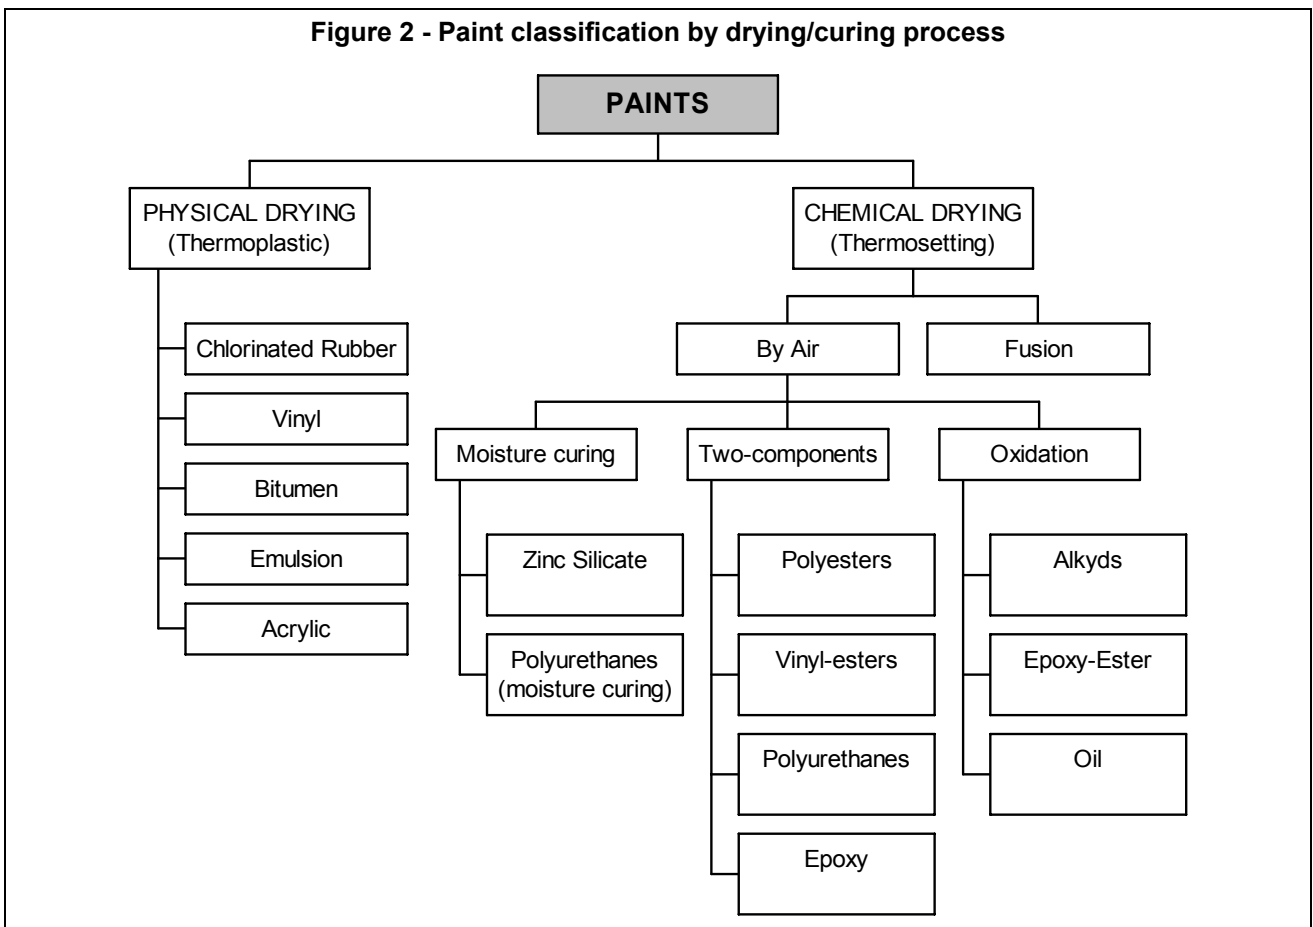 Figure 2 - Paint classification by drying/curing process
PAINTS
PHYSICAL DRYING
(Thermoplastic)
Chlorinated Rubber
Vinyl
Bitumen
Emulsion
Acrylic
CHEMICAL DRYING
(Thermosetting)
By Air
Fusion
Moisture curing
Zinc Silicate
Polyurethanes
(moisture curing)
Two-components
Polyesters
Vinyl-esters
Polyurethanes
Epoxy
Oxidation
Alkyds
Epoxy-Ester
Oil